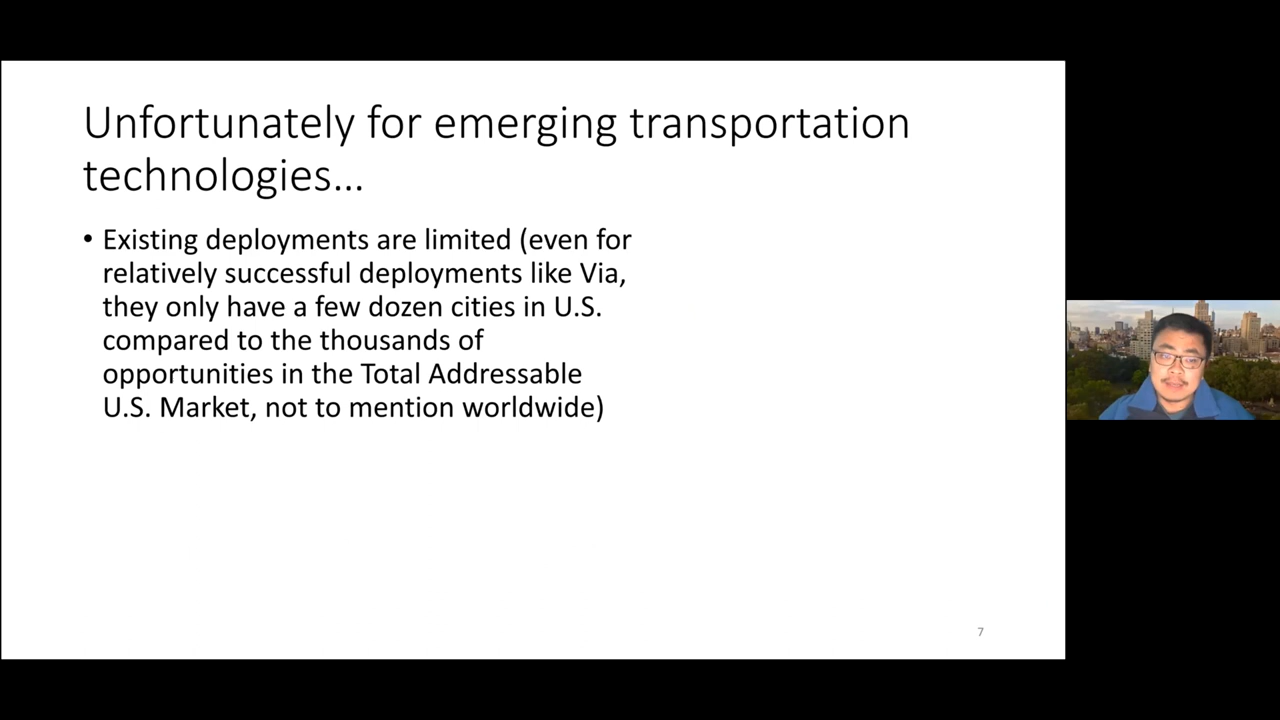 Unfortunately for emerging transportation
technologies…
• Existing deployments are limited (even for
relatively successful deployments like Via,
they only have a few dozen cities in U.S.
compared to the thousands of
opportunities in the Total Addressable
U.S. Market, not to mention worldwide)
7